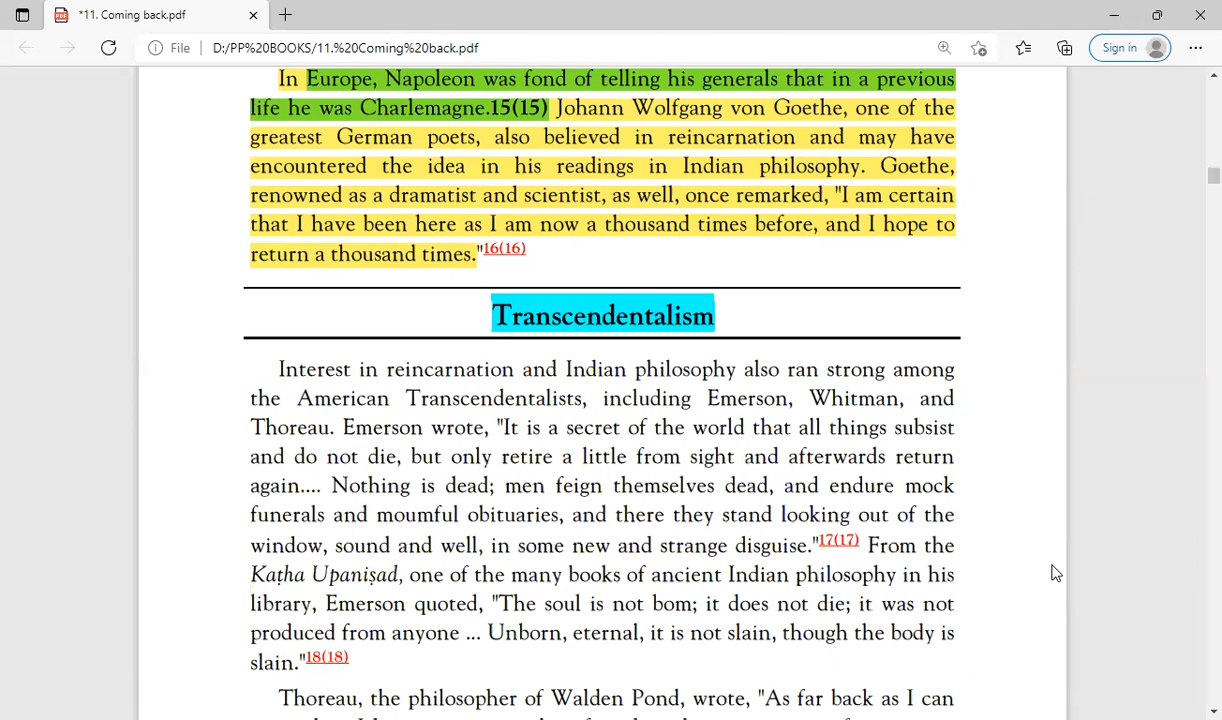 *11. Coming back.pdf
File D:/PP%20BOOKS/11.%20Coming%20back.pdf Sign in
In Europe, Napoleon was fond of telling his generals that in a previous
life he was Charlemagne.15(15) Johann Wolfgang von Goethe, one of the
greatest German poets, also believed in reincarnation and may have
encountered the idea in his readings in Indian philosophy. Goethe,
renowned as a dramatist and scientist, as well, once remarked, "I am certain
that I have been here as I am now a thousand times before, and I hope to
return a thousand times."16(16)
Transcendentalism
Interest in reincarnation and Indian philosophy also ran strong among
the American Transcendentalists, including Emerson, Whitman, and
Thoreau. Emerson wrote, "It is a secret of the world that all things subsist
and do not die, but only retire a little from sight and afterwards return
again.... Nothing is dead; men feign themselves dead, and endure mock
funerals and moumful obituaries, and there they stand looking out of the
window, sound and well, in some new and strange disguise."17(17) From the
Kaṭha Upaniṣad, one of the many books of ancient Indian philosophy in his
library, Emerson quoted, "The soul is not bom; it does not die; it was not
produced from anyone ... Unborn, eternal, it is not slain, though the body is
slain."18(18)
Thoreau, the philosopher of Walden Pond, wrote, "As far back as I can